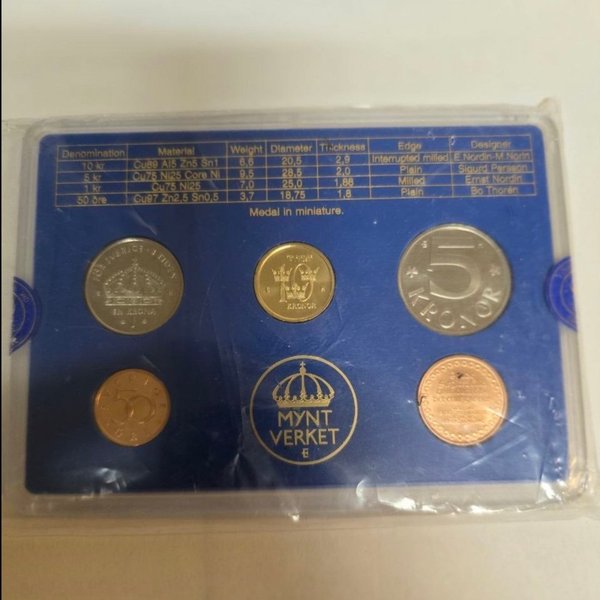 Denomination Material Weight Diameter Thickness Edge Designer
10 kr Cu89 Al5 Zn5 Sn1 6,6 20,5 2,9 Interrupted milled E Nordin-M Norin
5 kr Cu75 Ni25 Core Ni 9,5 28,5 2,0 Plain Sigurd Persson
1 kr Cu75 Ni25 7,0 25,0 1,88 Milled Ernst Nordin
50 öre Cu97 Zn2,5 Sn0,5 3,7 18,75 1,8 Plain Bo Thorén
Medal in miniature.
EN KRONA
10
KRONOR
5
KRONOR
50
ÖRE
MYNT
VERKET
E